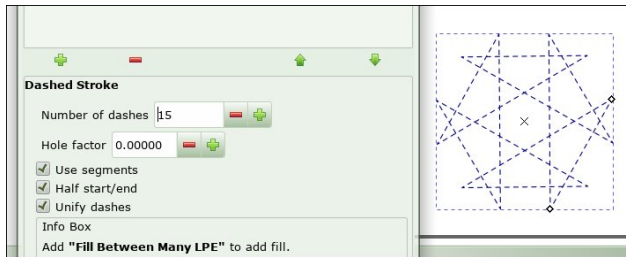 Dashed Stroke
Number of dashes 15
Hole factor 0.00000
Use segments
Half start/end
Unify dashes
Info Box
Add "Fill Between Many LPE" to add fill.